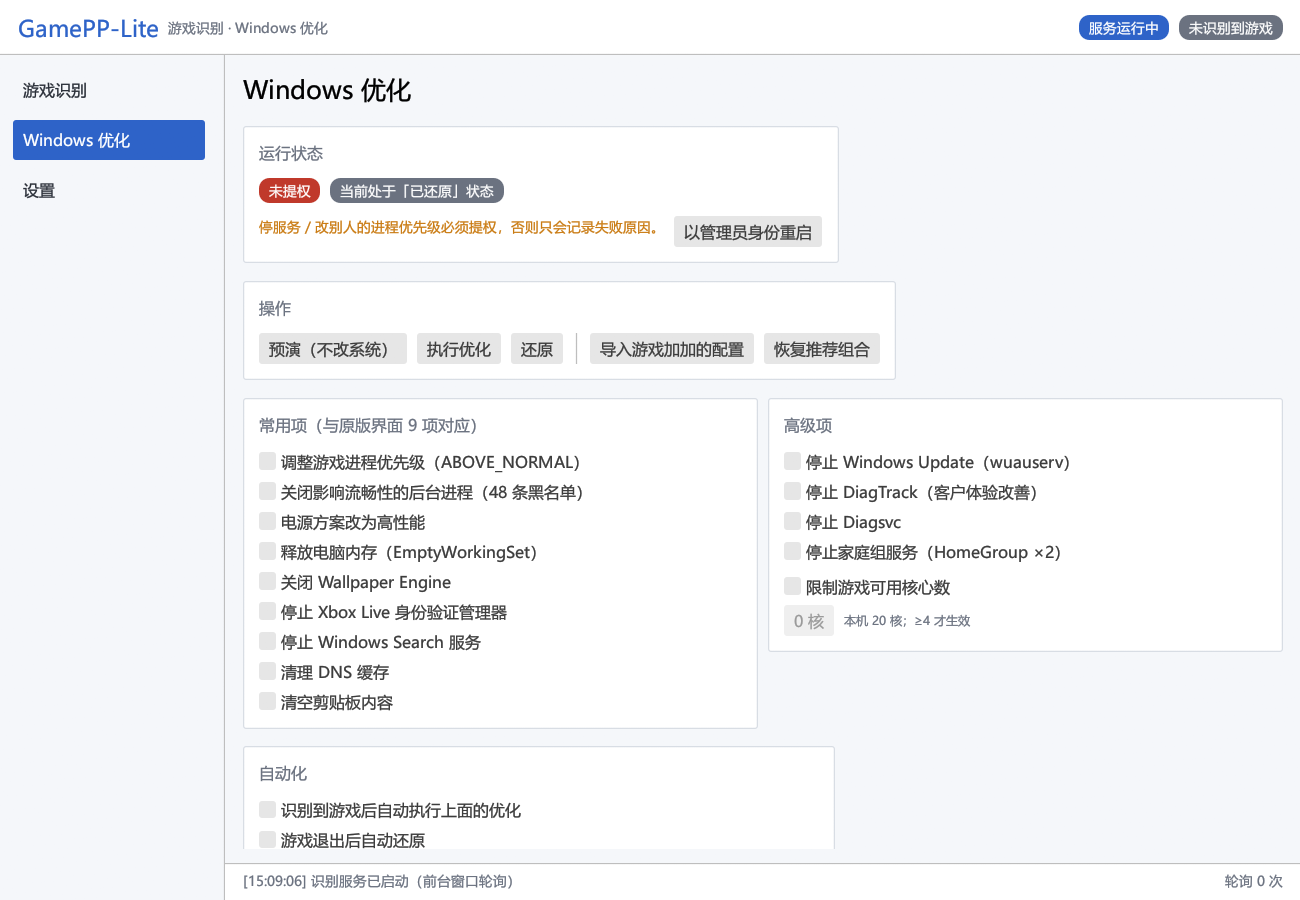 GamePP-Lite 游戏识别 · Windows 优化
服务运行中 未识别到游戏
游戏识别
Windows 优化
设置
Windows 优化
运行状态
未提权 当前处于「已还原」状态
停服务 / 改别人的进程优先级必须提权，否则只会记录失败原因。 以管理员身份重启
操作
预演（不改系统） 执行优化 还原 导入游戏加加的配置 恢复推荐组合
常用项（与原版界面 9 项对应）
调整游戏进程优先级（ABOVE_NORMAL）
关闭影响流畅性的后台进程（48 条黑名单）
电源方案改为高性能
释放电脑内存（EmptyWorkingSet）
关闭 Wallpaper Engine
停止 Xbox Live 身份验证管理器
停止 Windows Search 服务
清理 DNS 缓存
清空剪贴板内容
高级项
停止 Windows Update（wuauserv）
停止 DiagTrack（客户体验改善）
停止 Diagsvc
停止家庭组服务（HomeGroup ×2）
限制游戏可用核心数
0 核 本机 20 核；≥4 才生效
自动化
识别到游戏后自动执行上面的优化
游戏退出后自动还原
[15:09:06] 识别服务已启动（前台窗口轮询）
轮询 0 次